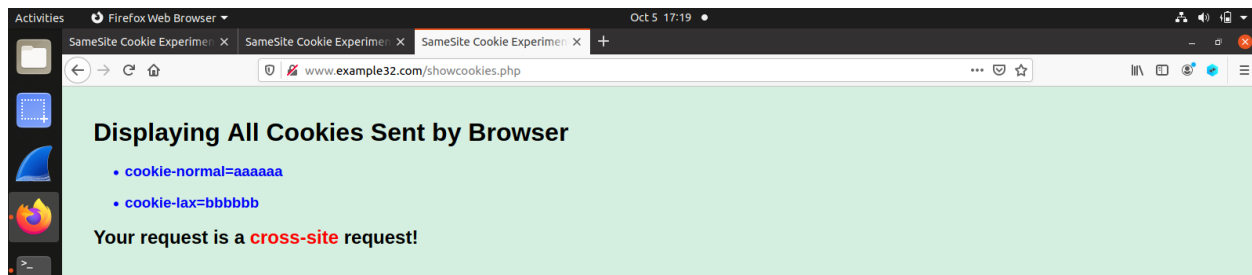 Activities Firefox Web Browser Oct 5 17:19
SameSite Cookie Experimen SameSite Cookie Experimen SameSite Cookie Experimen
www.example32.com/showcookies.php
Displaying All Cookies Sent by Browser
• cookie-normal=aaaaaa
• cookie-lax=bbbbbb
Your request is a cross-site request!